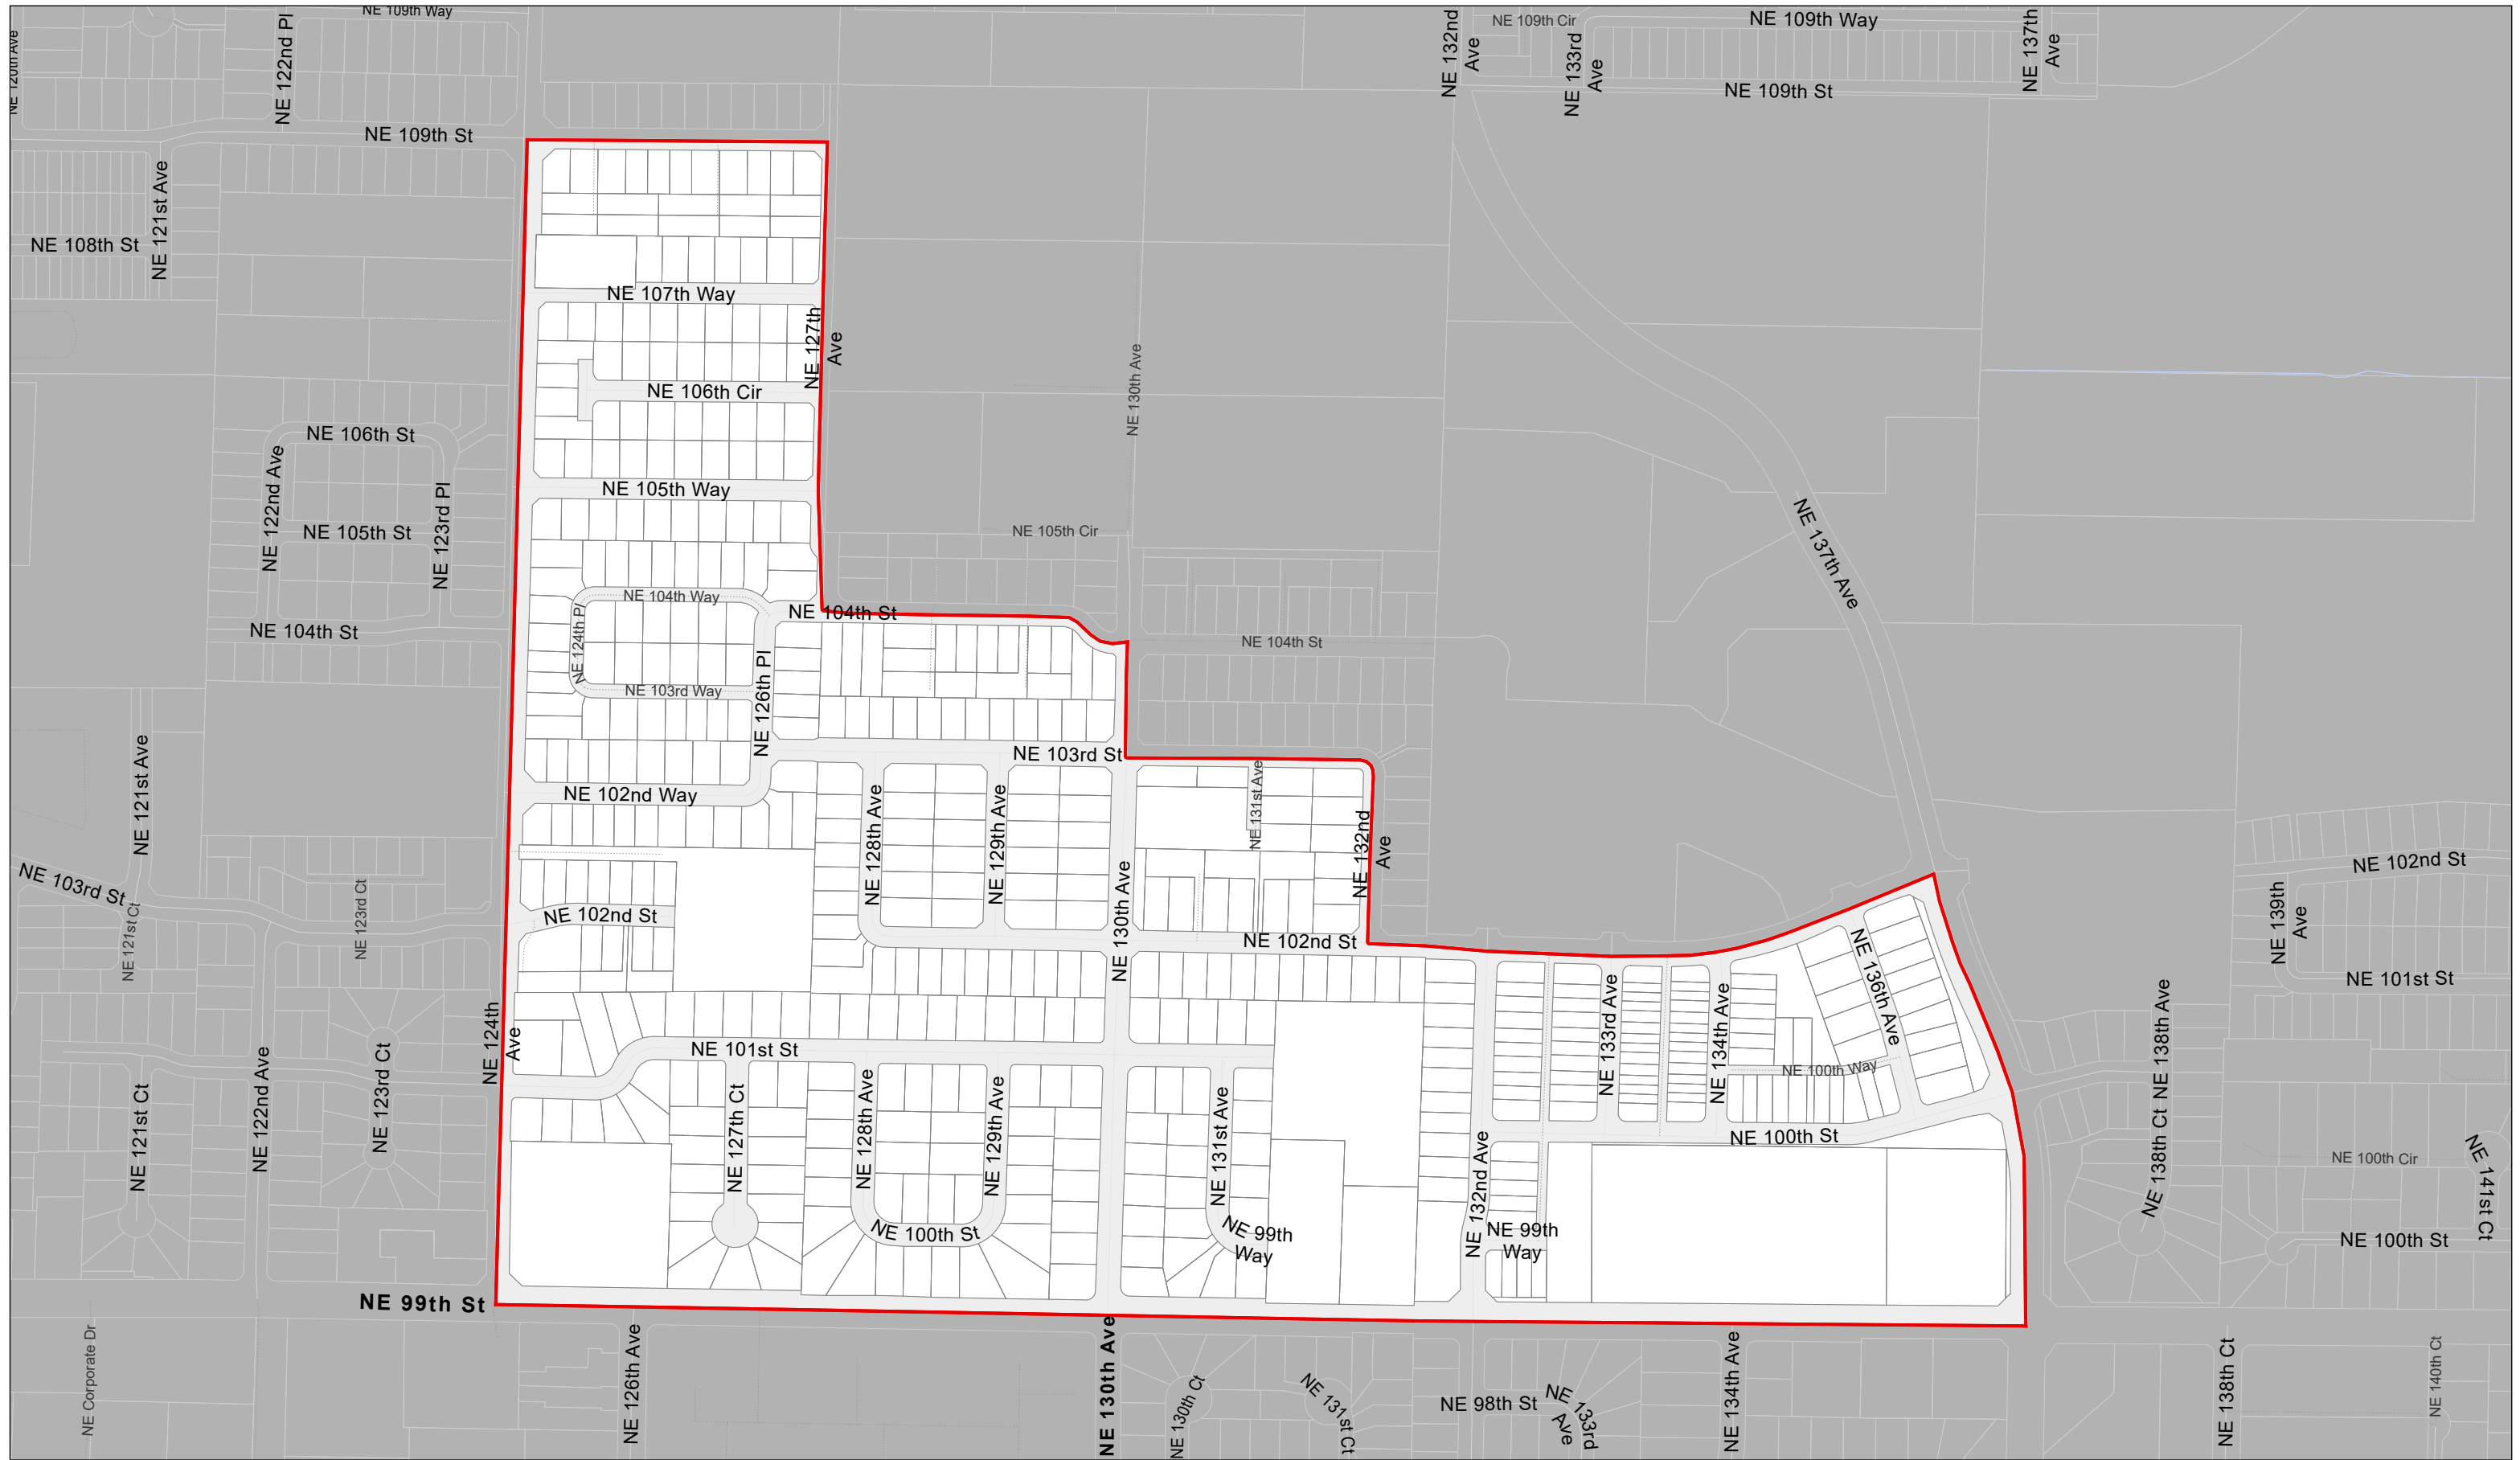 NE 109th Way
NE 109th Cir
NE 109th Way
NE 120th Ave
NE 122nd Pl
NE 132nd
Ave
NE 133rd
Ave
NE 137th
Ave
NE 109th St
NE 109th St
NE 121st Ave
NE 108th St
NE 107th Way
NE 127th
Ave
NE 106th Cir
NE 130th Ave
NE 106th St
NE 122nd Ave
NE 123rd Pl
NE 105th Way
NE 105th St
NE 105th Cir
NE 137th Ave
NE 104th Way
NE 124th Pl
NE 104th St
NE 104th St
NE 104th St
NE 103rd Way
NE 126th Pl
NE 103rd St
NE 121st Ave
NE 102nd Way
NE 128th Ave
NE 129th Ave
NE 131st Ave
NE 132nd
Ave
NE 130th Ave
NE 103rd St
NE 121st Ct
NE 123rd Ct
NE 102nd St
NE 102nd St
NE 102nd St
NE 139th
Ave
NE 101st St
NE 136th Ave
NE 124th
Ave
NE 101st St
NE 133rd Ave
NE 134th Ave
NE 100th Way
NE 138th Ave
NE 121st Ct
NE 122nd Ave
NE 123rd Ct
NE 127th Ct
NE 128th Ave
NE 129th Ave
NE 131st Ave
NE 132nd Ave
NE 100th St
NE 138th Ct
NE 100th Cir
NE 141st Ct
NE 100th St
NE 99th
Way
NE 99th
Way
NE 100th St
NE 99th St
NE Corporate Dr
NE 126th Ave
NE 130th Ave
NE 130th Ct
NE 131st Ct
NE 98th St
NE 133rd
Ave
NE 134th Ave
NE 138th Ct
NE 140th Ct